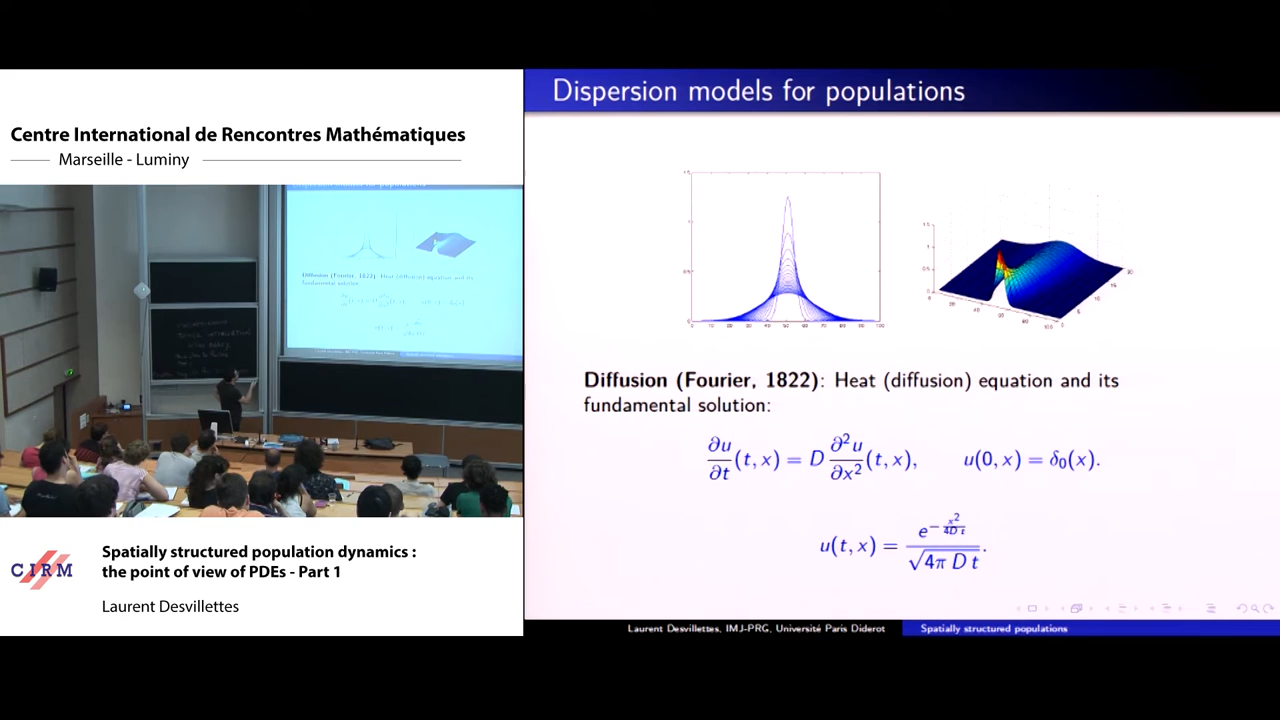 Centre International de Rencontres Mathématiques
Marseille - Luminy
Dispersion models for populations
Diffusion (Fourier, 1822): Heat (diffusion) equation and its
fundamental solution:
∂u/∂t (t, x) = D ∂²u/∂x² (t, x), u(0, x) = δ₀(x).
u(t, x) = e^{-x²/4D t} / √(4π D t).
CIRM
Spatially structured population dynamics :
the point of view of PDEs - Part 1
Laurent Desvillettes
Laurent Desvillettes, IMJ-PRG, Université Paris Diderot
Spatially structured populations